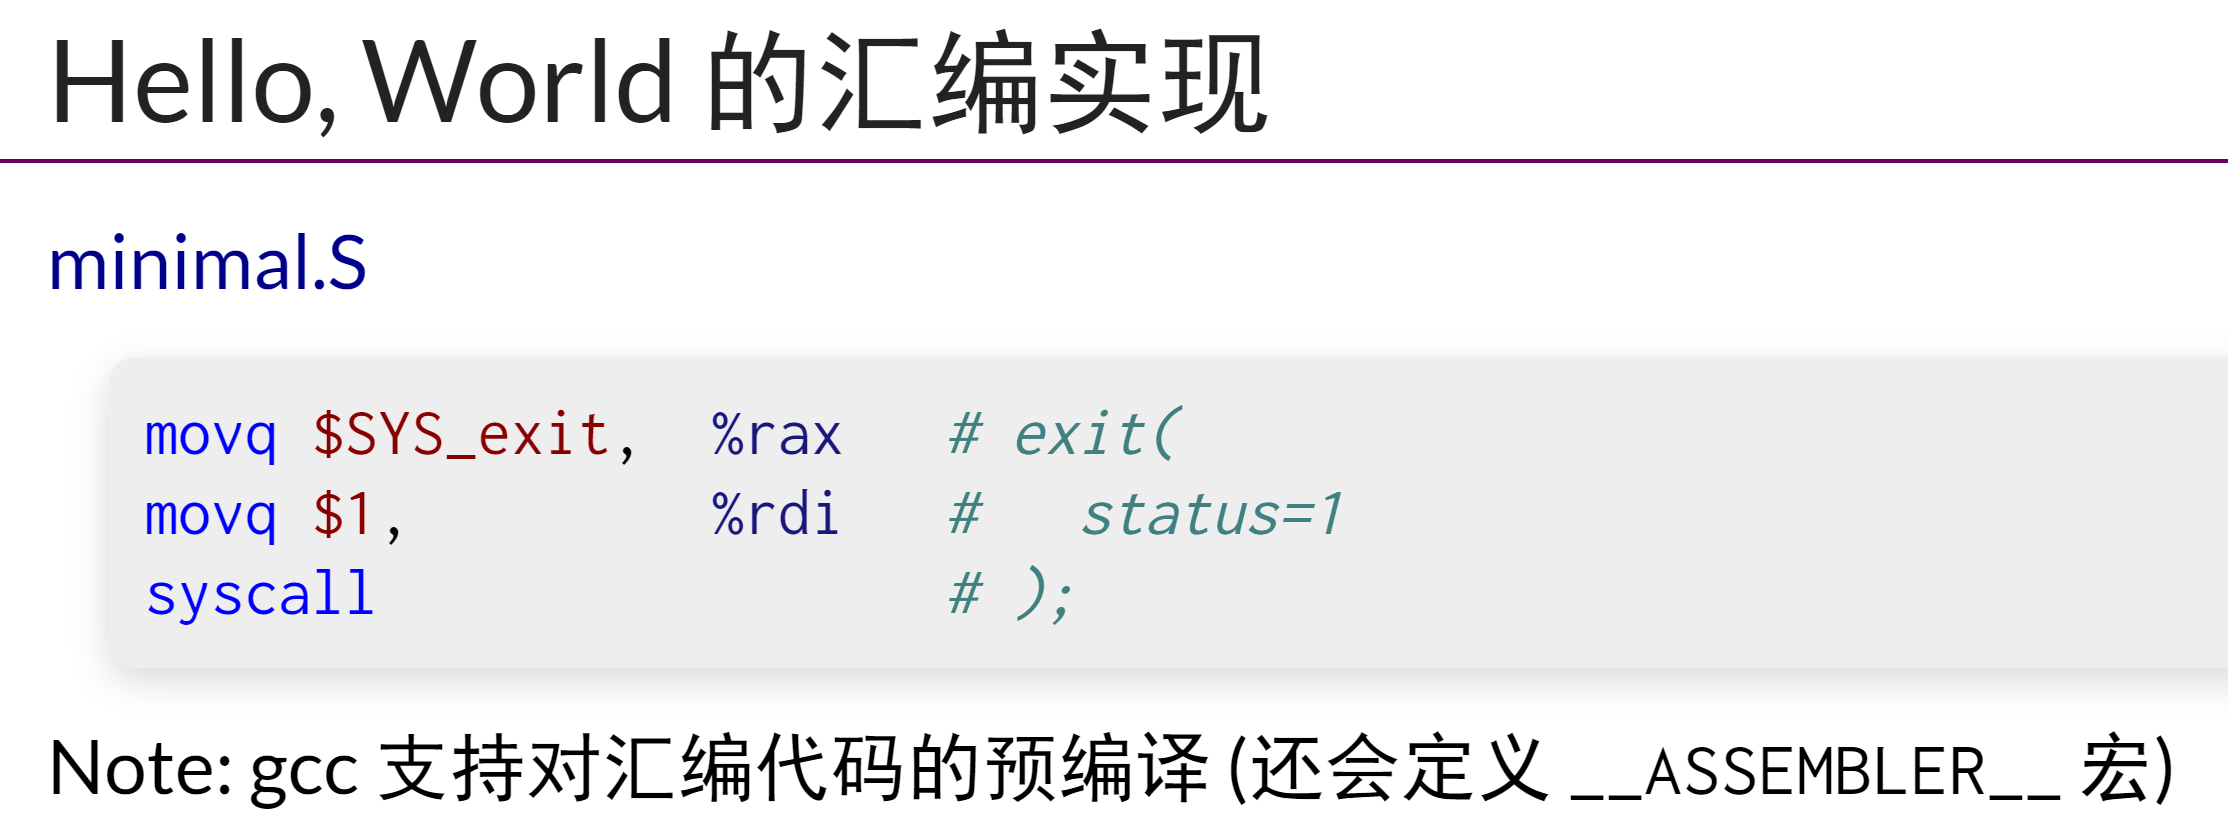 Hello, World 的汇编实现
minimal.S
movq $SYS_exit,  %rax   # exit(
movq $1,         %rdi   #   status=1
syscall                 # );
Note: gcc 支持对汇编代码的预编译 (还会定义 __ASSEMBLER__ 宏)